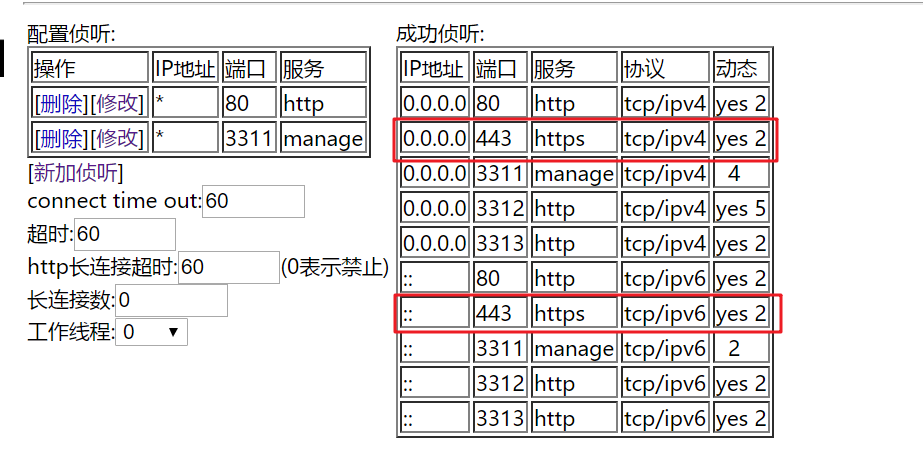 配置侦听:
操作 IP地址 端口 服务
[删除][修改] * 80 http
[删除][修改] * 3311 manage
[新加侦听]
connect time out:60
超时:60
http长连接超时:60(0表示禁止)
长连接数:0
工作线程: 0
成功侦听:
IP地址 端口 服务 协议 动态
0.0.0.0 80 http tcp/ipv4 yes 2
0.0.0.0 443 https tcp/ipv4 yes 2
0.0.0.0 3311 manage tcp/ipv4 4
0.0.0.0 3312 http tcp/ipv4 yes 5
0.0.0.0 3313 http tcp/ipv4 yes 2
:: 80 http tcp/ipv6 yes 2
:: 443 https tcp/ipv6 yes 2
:: 3311 manage tcp/ipv6 2
:: 3312 http tcp/ipv6 yes 2
:: 3313 http tcp/ipv6 yes 2